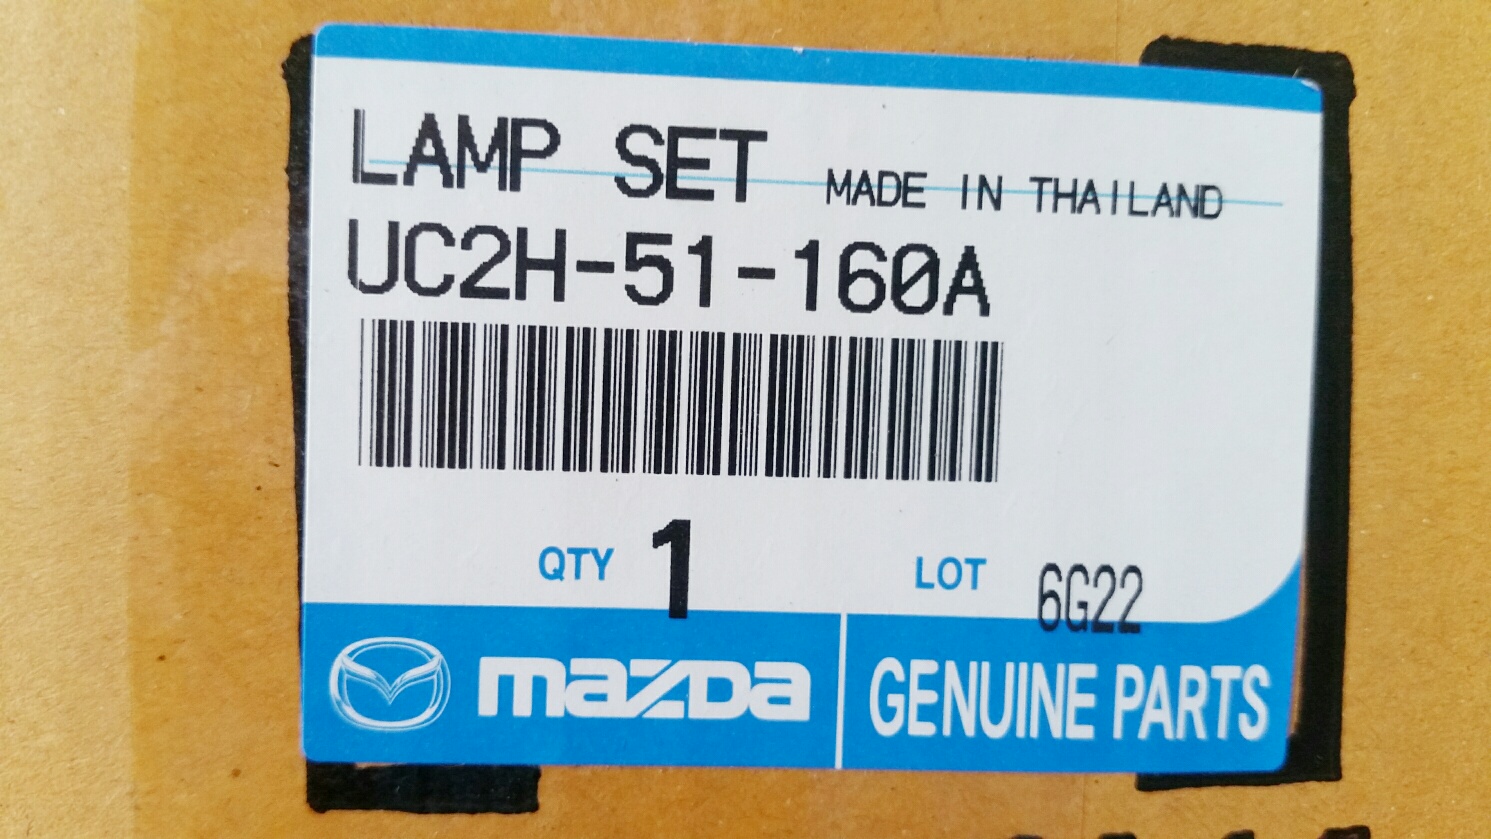 LAMP SET MADE IN THAILAND
UC2H-51-160A
QTY 1 LOT 6G22
mazda GENUINE PARTS